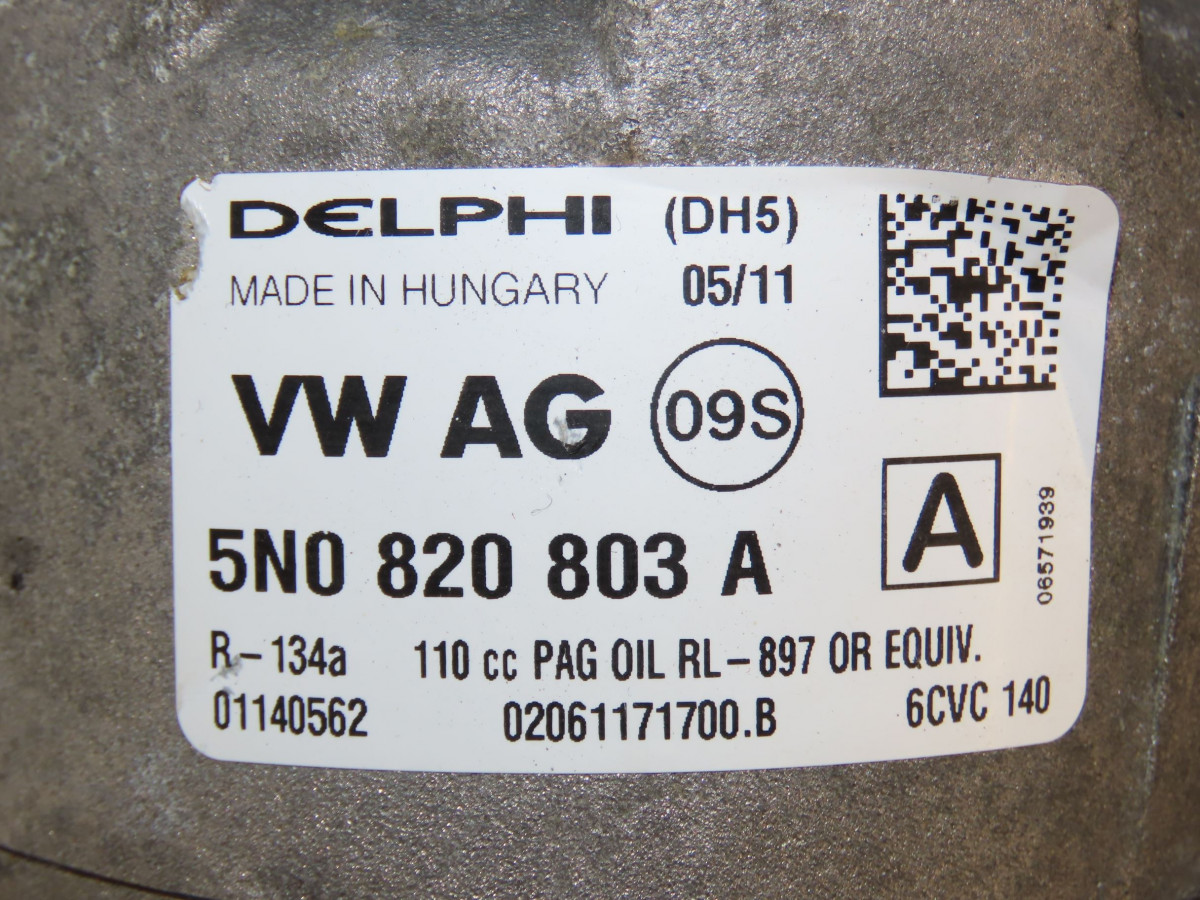 DELPHI (DH5)
MADE IN HUNGARY 05/11
VW AG 09S
5N0 820 803 A A
06571939
R-134a 110 cc PAG OIL RL-897 OR EQUIV.
01140562 02061171700.B 6CVC 140